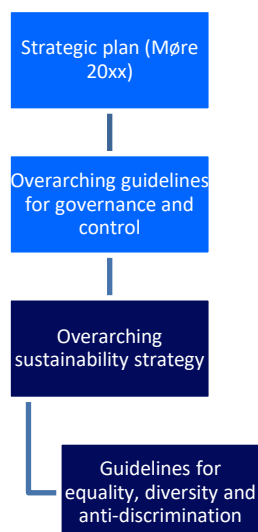 Strategic plan (Møre
20xx)
Overarching guidelines
for governance and
control
Overarching
sustainability strategy
Guidelines for
equality, diversity and
anti-discrimination